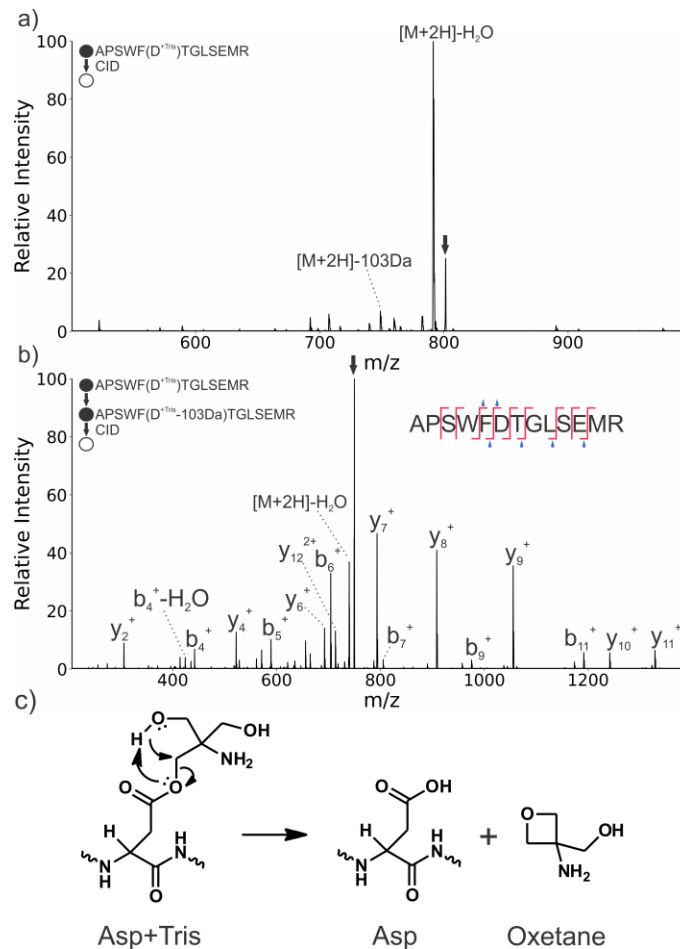 a)
APSWF(D⁺ᵀʳⁱˢ)TGLSEMR
CID
[M+2H]-H₂O
[M+2H]-103Da
Relative Intensity
100
80
60
40
20
0
600
700
800
900
m/z
b)
APSWF(D⁺ᵀʳⁱˢ)TGLSEMR
APSWF(D⁺ᵀʳⁱˢ-103Da)TGLSEMR
CID
APSWFDTGLSEMR
[M+2H]-H₂O
y₇⁺
y₁₂²⁺
b₆⁺
y₈⁺
y₉⁺
b₄⁺-H₂O
y₆⁺
y₂⁺
b₄⁺
y₄⁺
b₅⁺
b₇⁺
b₉⁺
b₁₁⁺
y₁₀⁺
y₁₁⁺
Relative Intensity
100
80
60
40
20
0
400
600
800
1000
1200
m/z
c)
H
O
OH
NH₂
O
O
H
N
H
O
H
N
Asp+Tris
O
OH
H
N
H
O
H
N
Asp
+
O
OH
NH₂
Oxetane